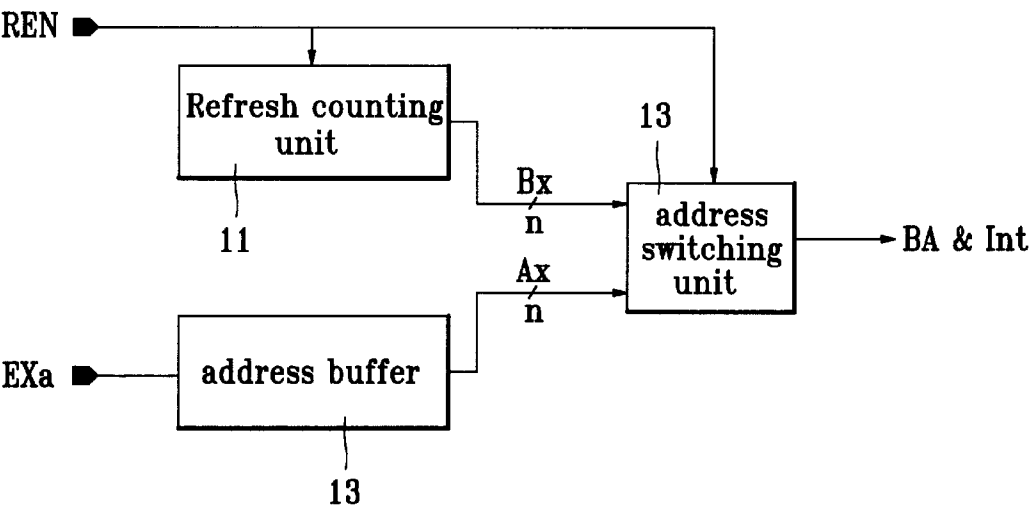 REN
Refresh counting
unit
11
13
Bx
n
address
switching
unit
BA & Int
Ax
n
EXa
address buffer
13